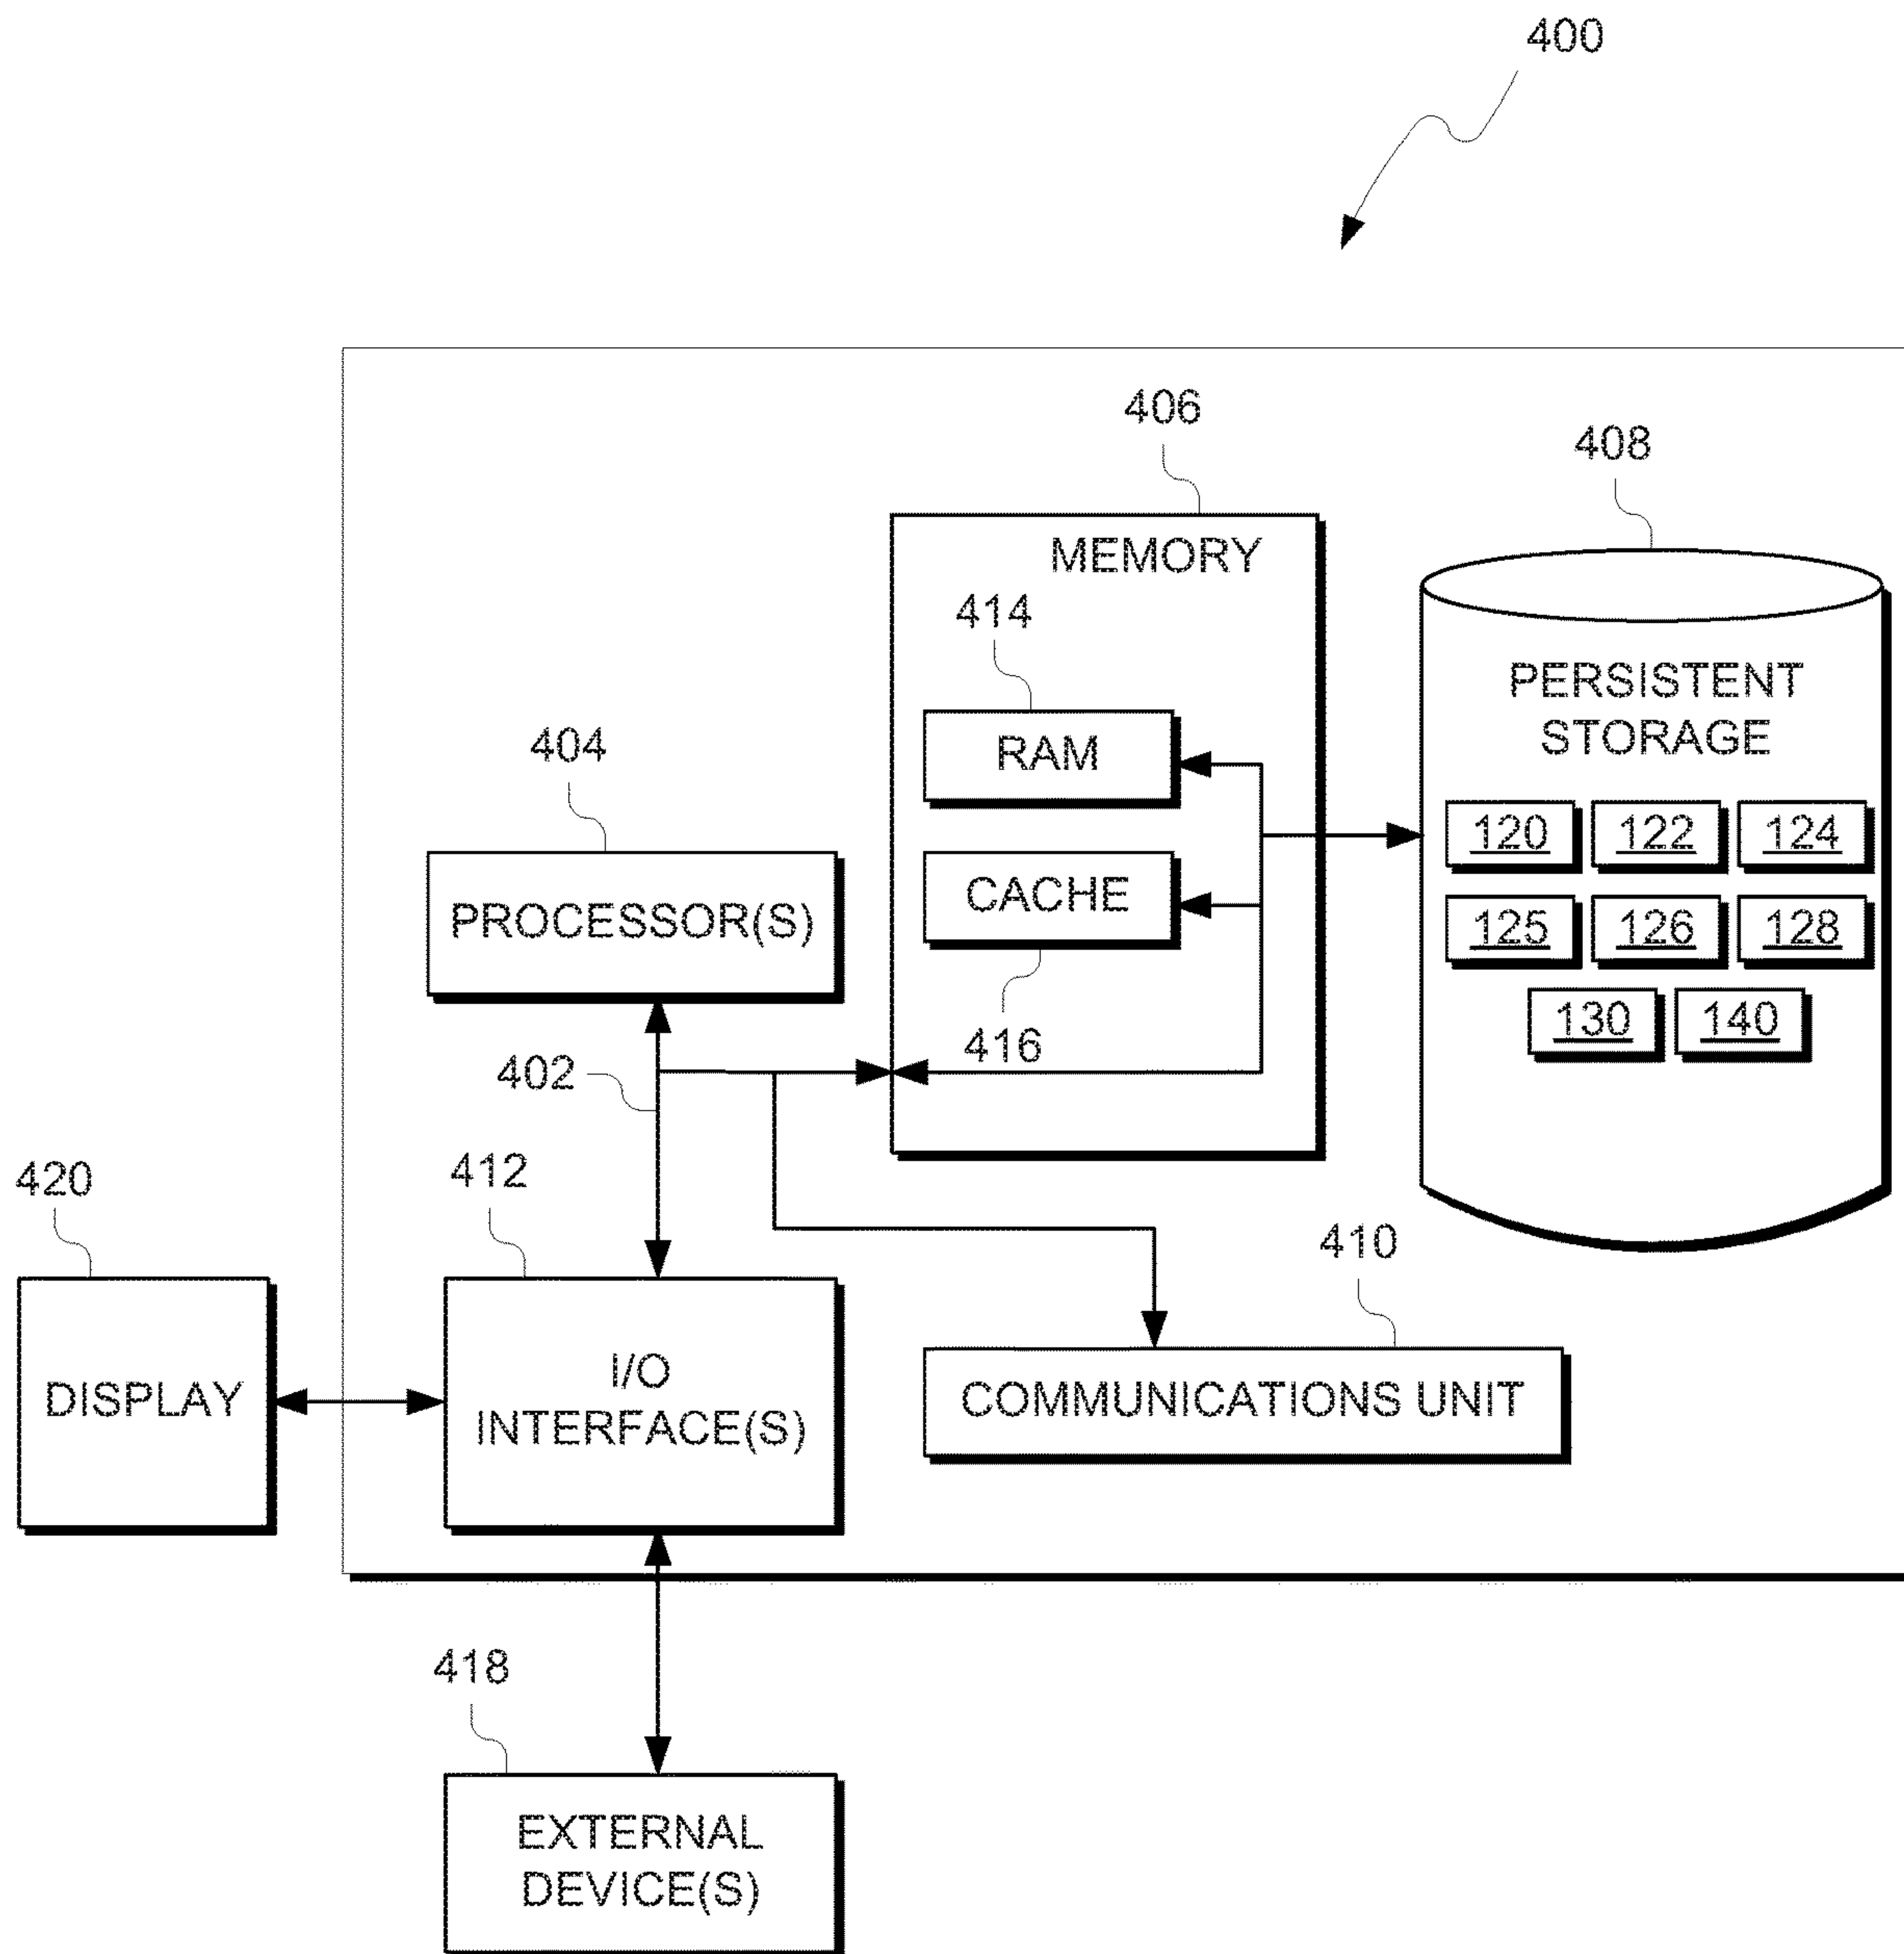 400
406
408
MEMORY
414
PERSISTENT
STORAGE
RAM
404
120 122 124
CACHE
PROCESSOR(S)
125 126 128
130 140
416
402
420
412
410
I/O
INTERFACE(S)
DISPLAY
COMMUNICATIONS UNIT
418
EXTERNAL
DEVICE(S)